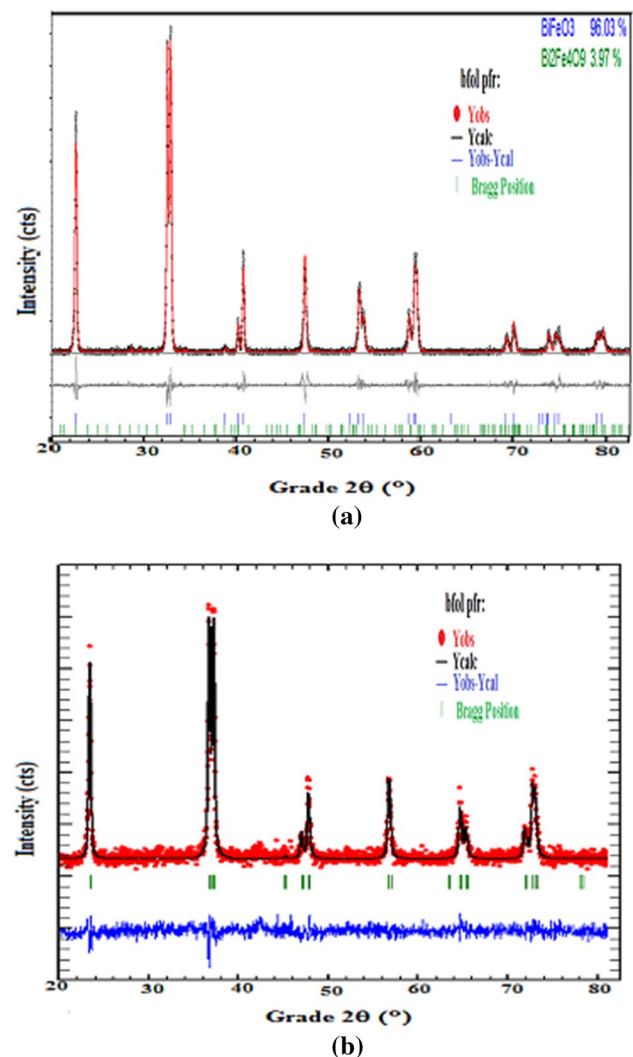 BiFeO3 96.03 %
Bi2Fe4O9 3.97 %
bfol pfr:
Yobs
Ycalc
Yobs-Ycal
Bragg Position
Intensity (cts)
20 30 40 50 60 70 80
Grade 2θ (°)
(a)
bfol pfr:
Yobs
Ycalc
Yobs-Ycal
Bragg Position
Intensity (cts)
20 30 40 50 60 70 80
Grade 2θ (°)
(b)